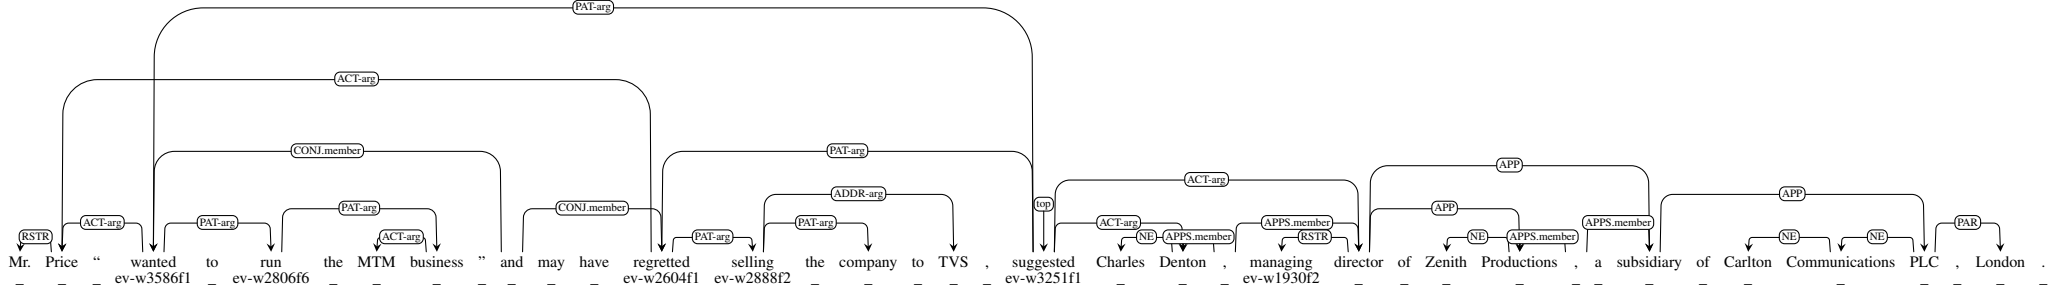 PAT-arg
ACT-arg
CONJ.member PAT-arg APP
ACT-arg
ADDR-arg top APP
PAT-arg CONJ.member APP
ACT-arg PAT-arg PAT-arg ACT-arg APPS.member APPS.member PAR
RSTR ACT-arg PAT-arg NE APPS.member RSTR NE APPS.member NE NE
Mr. Price “ wanted to run the MTM business ” and may have regretted selling the company to TVS , suggested Charles Denton , managing director of Zenith Productions , a subsidiary of Carlton Communications PLC , London .
_ _ _ ev-w3586f1 _ ev-w2806f6 _ _ _ _ _ _ _ ev-w2604f1 ev-w2888f2 _ _ _ _ _ ev-w3251f1 _ _ _ ev-w1930f2 _ _ _ _ _ _ _ _ _ _ _ _ _ _